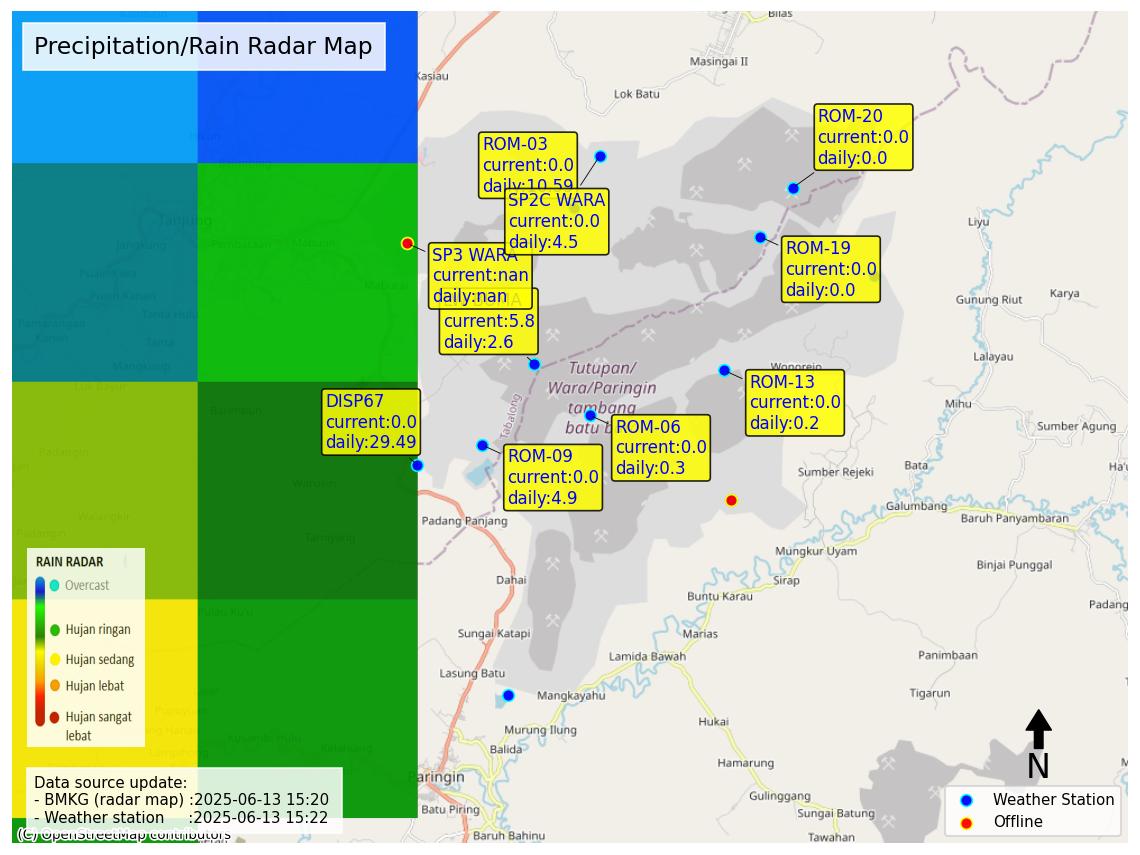 Precipitation/Rain Radar Map
Bilas
Masingai II
Kasiau
Lok Batu
ROM-20
current:0.0
daily:0.0
ROM-03
current:0.0
daily:10.59
SP2C WARA
current:0.0
daily:4.5
Tanjung
Liyu
SP3 WARA
current:nan
daily:nan
ROM-19
current:0.0
daily:0.0
Maburai
current:5.8
daily:2.6
Gunung Riut
Karya
Lalayau
Tutupan/
Wara/Paringin
tambang
batu b
Wonorejo
ROM-13
current:0.0
daily:0.2
Mihu
Tabalong
DISP67
current:0.0
daily:29.49
ROM-06
current:0.0
daily:0.3
Sumber Agung
ROM-09
current:0.0
daily:4.9
Sumber Rejeki
Bata
Ha'u
Galumbang
Padang Panjang
Baruh Panyambaran
Mungkur Uyam
Binjai Punggal
RAIN RADAR
Overcast
Hujan ringan
Hujan sedang
Hujan lebat
Hujan sangat
lebat
Dahai
Sirap
Buntu Karau
Padang
Sungai Katapi
Marias
Lamida Bawah
Panimbaan
Lasung Batu
Mangkayahu
Tigarun
Murung Ilung
Hukai
Balida
Hamarung
N
Paringin
Gulinggang
Batu Piring
Sungai Batung
Baruh Bahinu
Tawahan
Data source update:
- BMKG (radar map) :2025-06-13 15:20
- Weather station :2025-06-13 15:22
(C) OpenStreetMap contributors
Weather Station
Offline